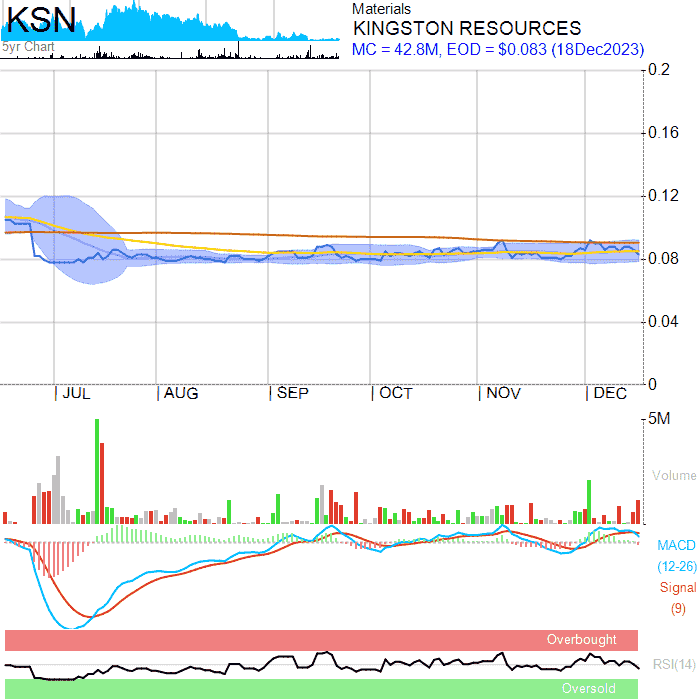 KSN
5yr Chart
Materials
KINGSTON RESOURCES
MC = 42.8M, EOD = $0.083 (18Dec2023)
0.2
0.16
0.12
0.08
0.04
0
JUL AUG SEP OCT NOV DEC
5M
Volume
MACD
(12-26)
Signal
(9)
Overbought
RSI(14)
Oversold